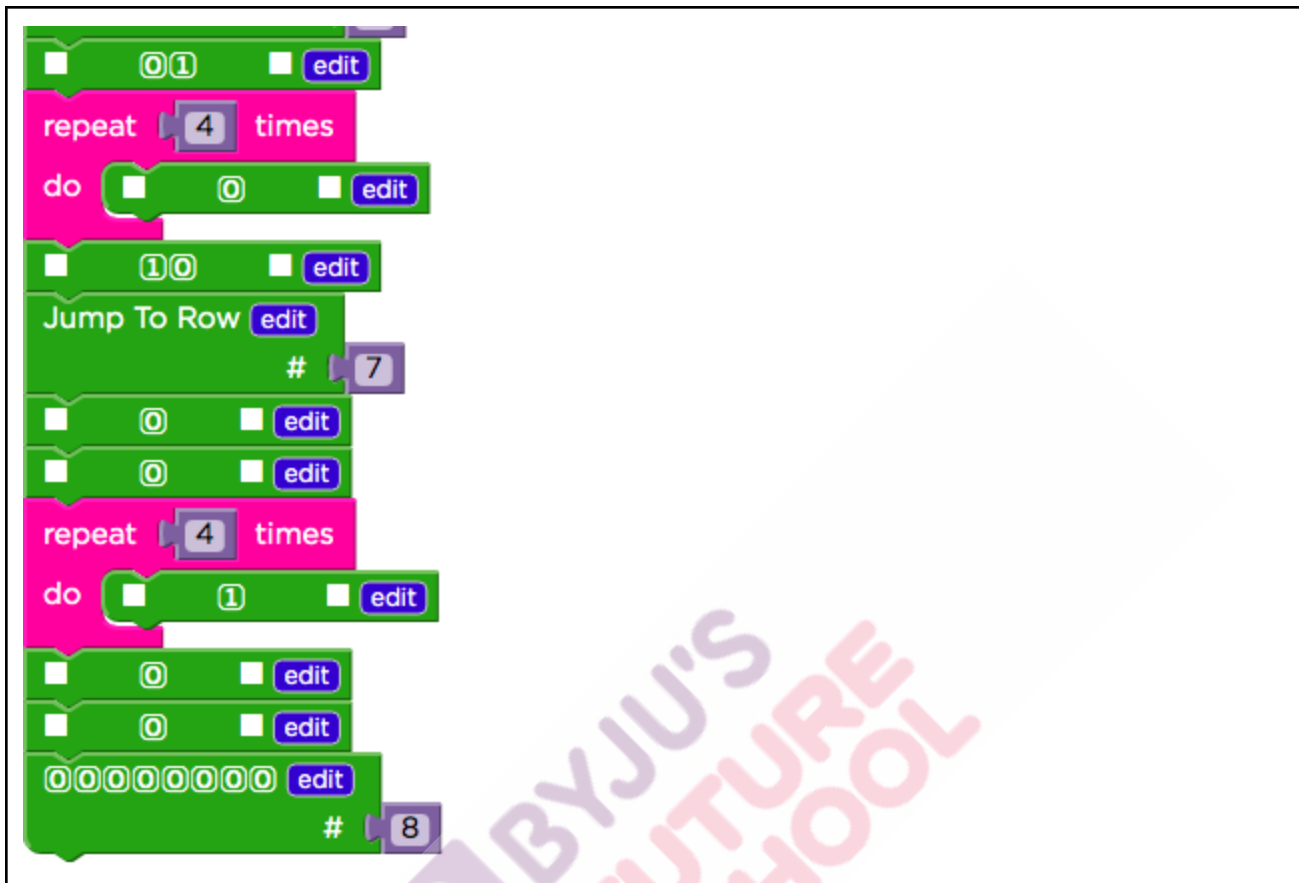 01 edit
repeat 4 times
do 0 edit
10 edit
Jump To Row edit
# 7
0 edit
0 edit
repeat 4 times
do 1 edit
0 edit
0 edit
00000000 edit
# 8
BYJU'S
FUTURE
SCHOOL